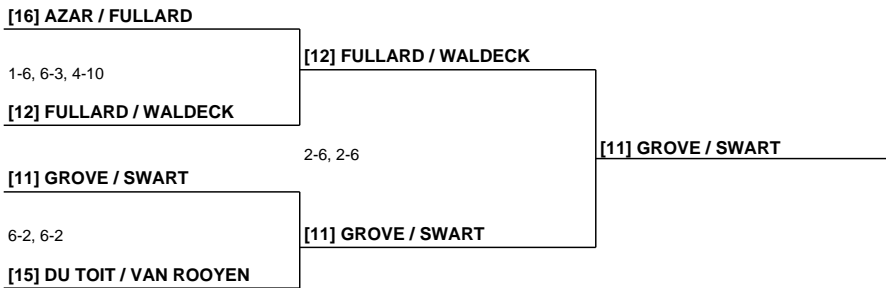 [16] AZAR / FULLARD
[12] FULLARD / WALDECK
1-6, 6-3, 4-10
[12] FULLARD / WALDECK
2-6, 2-6
[11] GROVE / SWART
[11] GROVE / SWART
6-2, 6-2
[11] GROVE / SWART
[15] DU TOIT / VAN ROOYEN